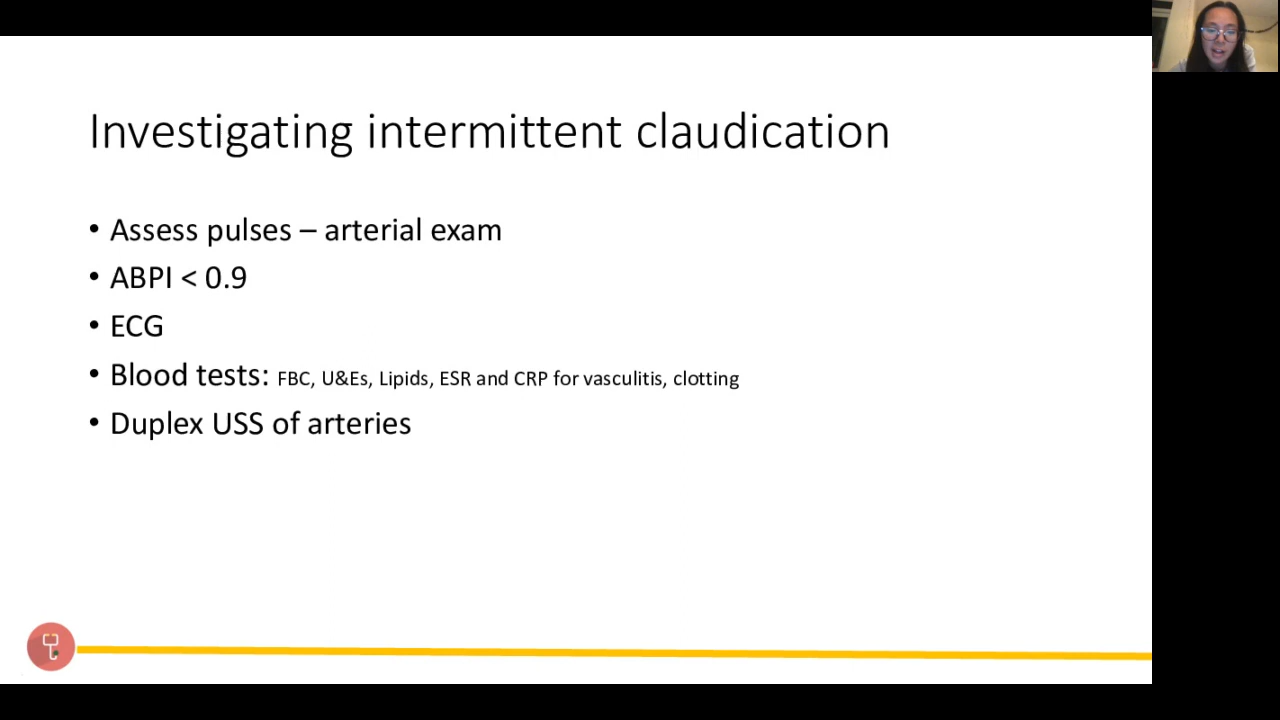 Investigating intermittent claudication
• Assess pulses – arterial exam
• ABPI < 0.9
• ECG
• Blood tests: FBC, U&Es, Lipids, ESR and CRP for vasculitis, clotting
• Duplex USS of arteries